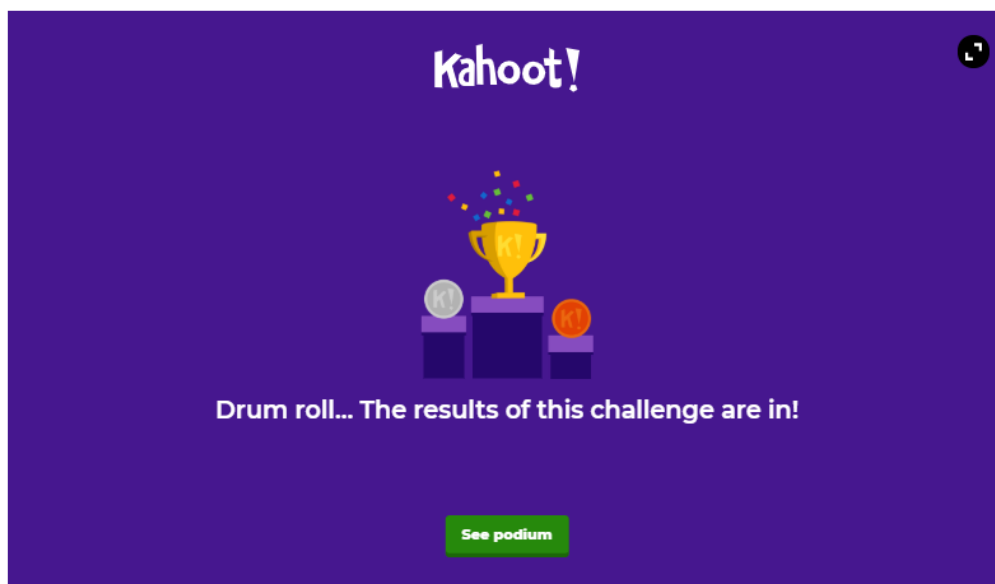 Kahoot!
K!
K!
K!
Drum roll... The results of this challenge are in!
See podium